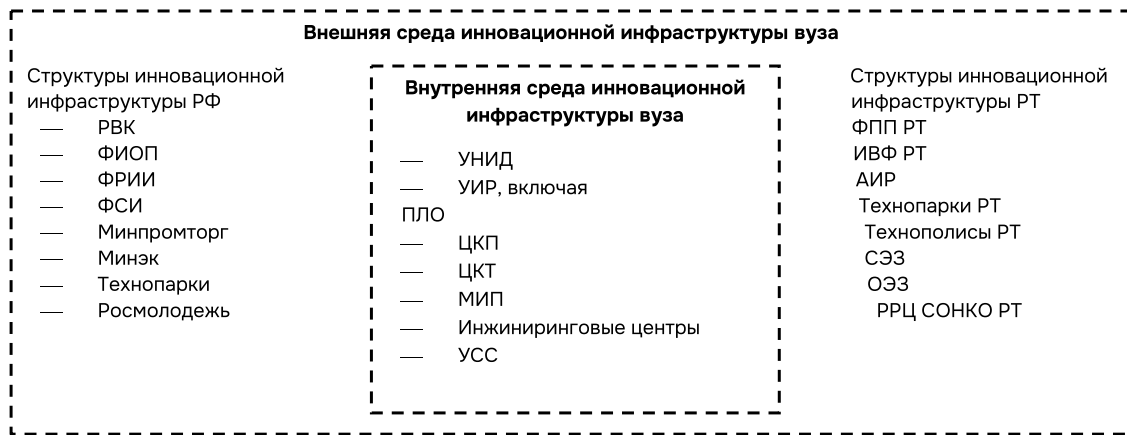 Внешняя среда инновационной инфраструктуры вуза
Структуры инновационной
инфраструктуры РФ
— РВК
— ФИОП
— ФРИИ
— ФСИ
— Минпромторг
— Минэк
— Технопарки
— Росмолодежь
Внутренняя среда инновационной
инфраструктуры вуза
— УНИД
— УИР, включая
ПЛО
— ЦКП
— ЦКТ
— МИП
— Инжиниринговые центры
— УСС
Структуры инновационной
инфраструктуры РТ
ФПП РТ
ИВФ РТ
АИР
Технопарки РТ
Технополисы РТ
СЭЗ
ОЭЗ
РРЦ СОНКО РТ